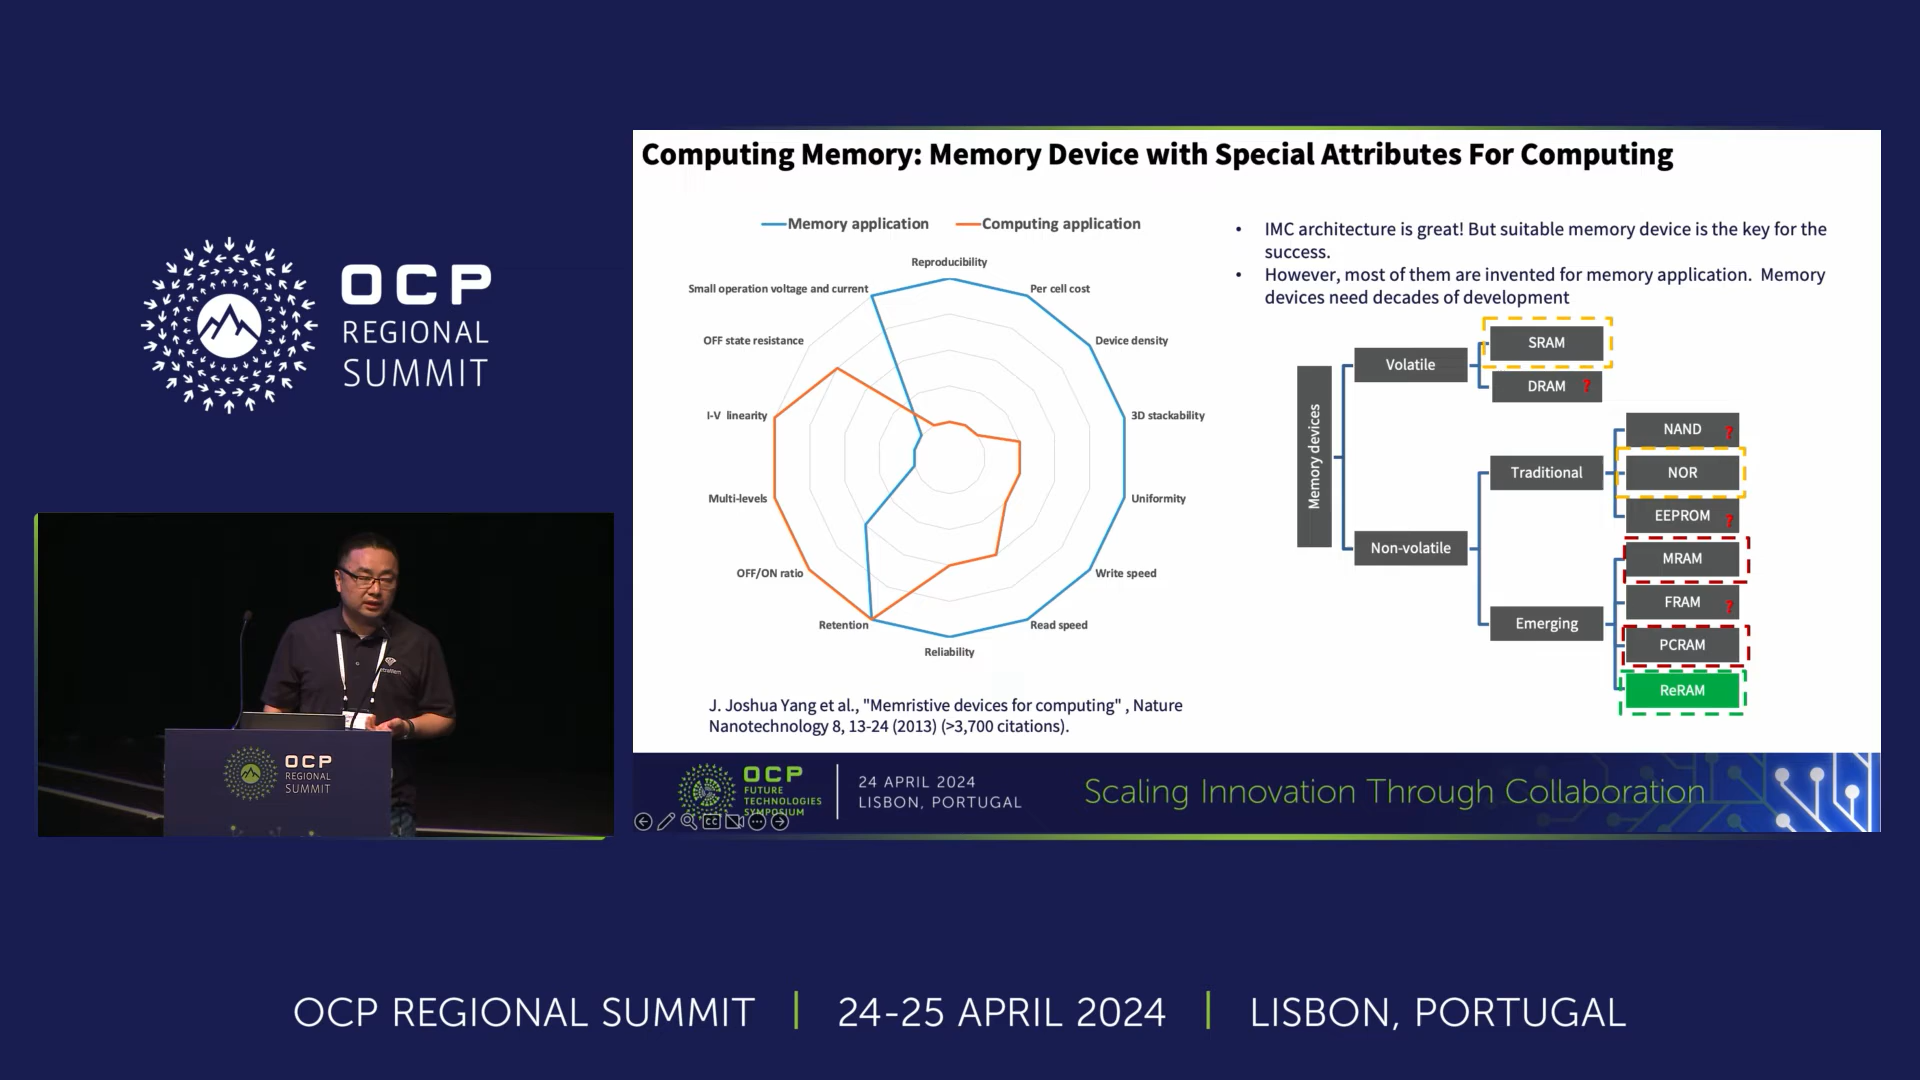 OCP
REGIONAL
SUMMIT
Computing Memory: Memory Device with Special Attributes For Computing
Memory application
Computing application
Reproducibility
Small operation voltage and current
Per cell cost
OFF state resistance
Device density
I-V linearity
3D stackability
Multi-levels
Uniformity
OFF/ON ratio
Write speed
Retention
Read speed
Reliability
J. Joshua Yang et al., "Memristive devices for computing" , Nature
Nanotechnology 8, 13-24 (2013) (>3,700 citations).
• IMC architecture is great! But suitable memory device is the key for the
success.
• However, most of them are invented for memory application. Memory
devices need decades of development
Memory devices
Volatile
SRAM
DRAM ?
Non-volatile
Traditional
NAND ?
NOR
EEPROM ?
Emerging
MRAM
FRAM ?
PCRAM
ReRAM
OCP
FUTURE
TECHNOLOGIES
SYMPOSIUM
24 APRIL 2024
LISBON, PORTUGAL
Scaling Innovation Through Collaboration
OCP
REGIONAL
SUMMIT
OCP REGIONAL SUMMIT | 24-25 APRIL 2024 | LISBON, PORTUGAL